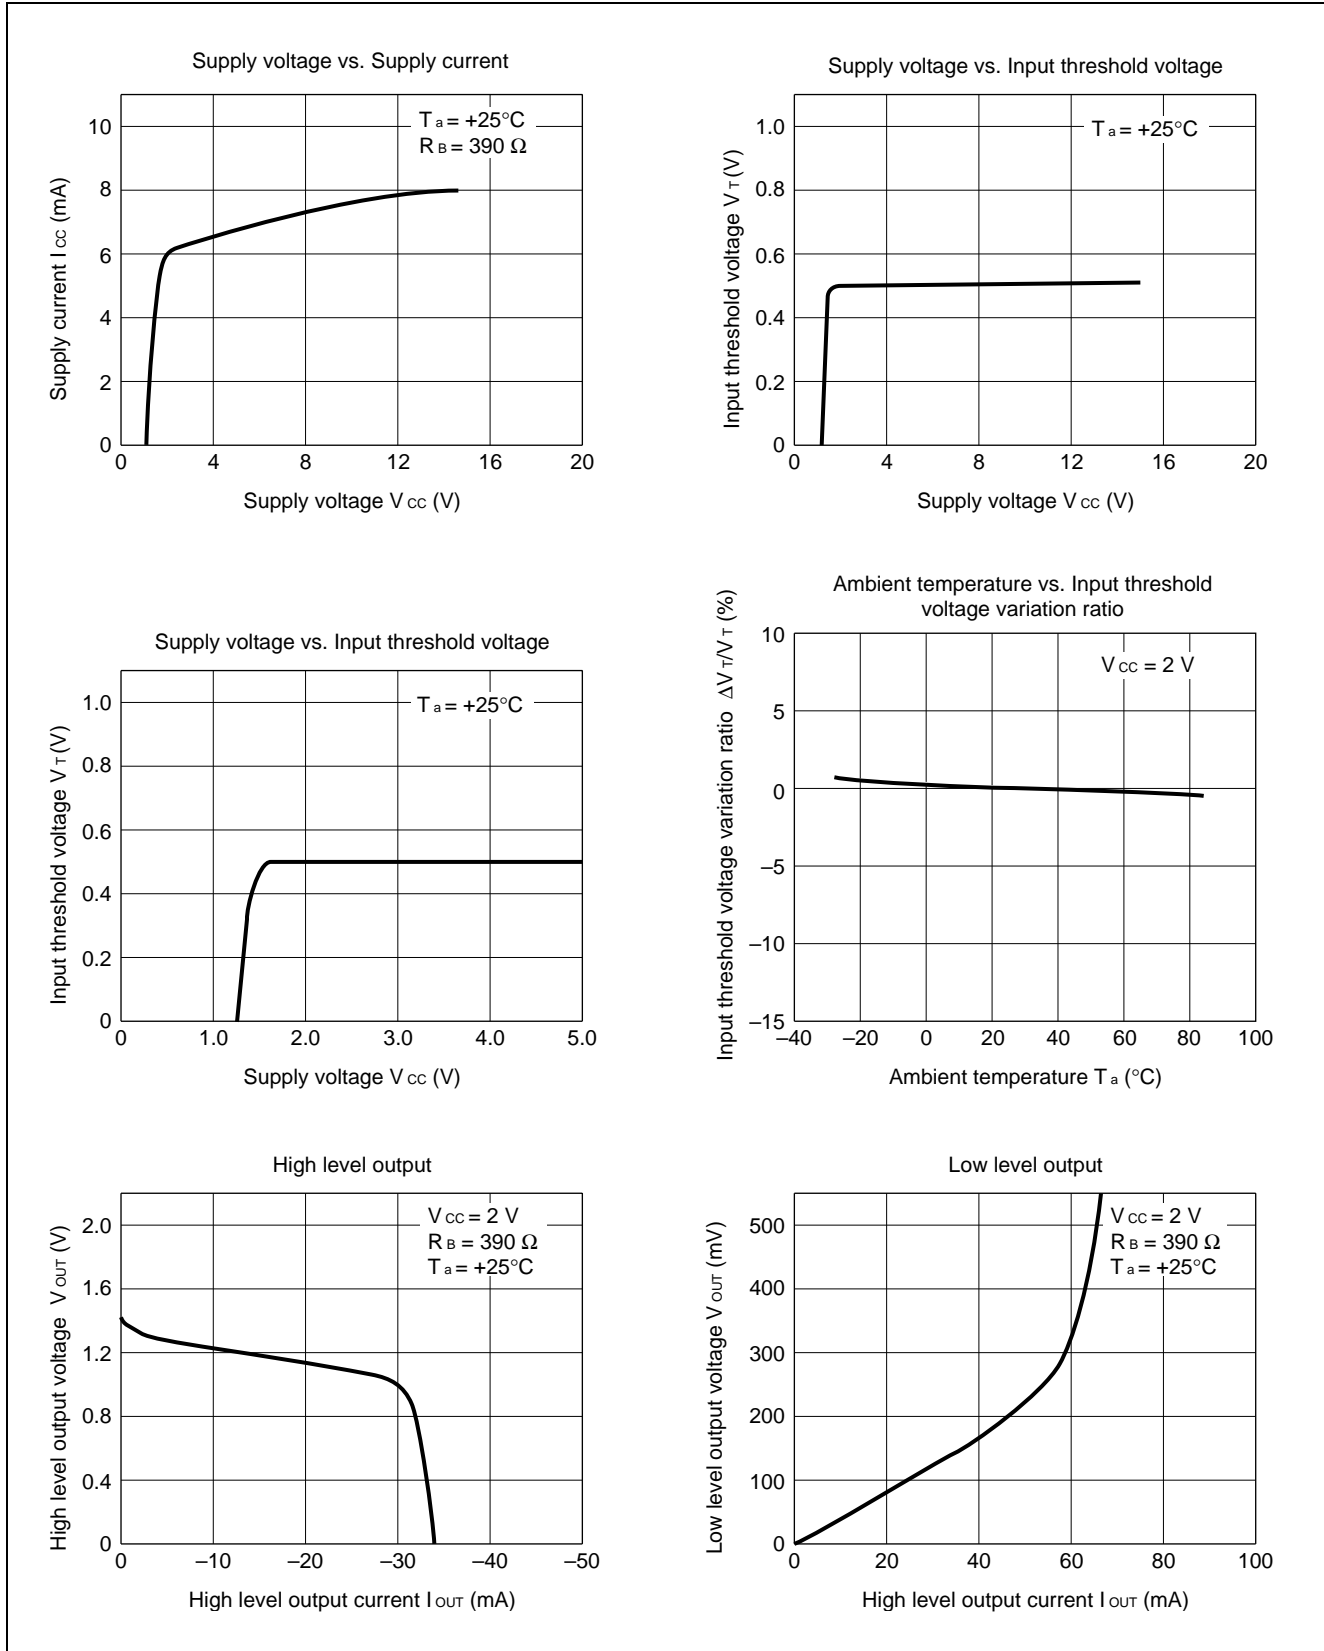 Supply voltage vs. Supply current
Ta = +25°C
RB = 390 Ω
Supply current ICC (mA)
10
8
6
4
2
0
0 4 8 12 16 20
Supply voltage VCC (V)
Supply voltage vs. Input threshold voltage
Ta = +25°C
Input threshold voltage VT (V)
1.0
0.8
0.6
0.4
0.2
0
0 4 8 12 16 20
Supply voltage VCC (V)
Supply voltage vs. Input threshold voltage
Ta = +25°C
Input threshold voltage VT (V)
1.0
0.8
0.6
0.4
0.2
0
0 1.0 2.0 3.0 4.0 5.0
Supply voltage VCC (V)
Ambient temperature vs. Input threshold
voltage variation ratio
VCC = 2 V
Input threshold voltage variation ratio ΔVT/VT (%)
10
5
0
–5
–10
–15
–40 –20 0 20 40 60 80 100
Ambient temperature Ta (°C)
High level output
VCC = 2 V
RB = 390 Ω
Ta = +25°C
High level output voltage VOUT (V)
2.0
1.6
1.2
0.8
0.4
0
0 –10 –20 –30 –40 –50
High level output current IOUT (mA)
Low level output
VCC = 2 V
RB = 390 Ω
Ta = +25°C
Low level output voltage VOUT (mV)
500
400
300
200
100
0
0 20 40 60 80 100
High level output current IOUT (mA)